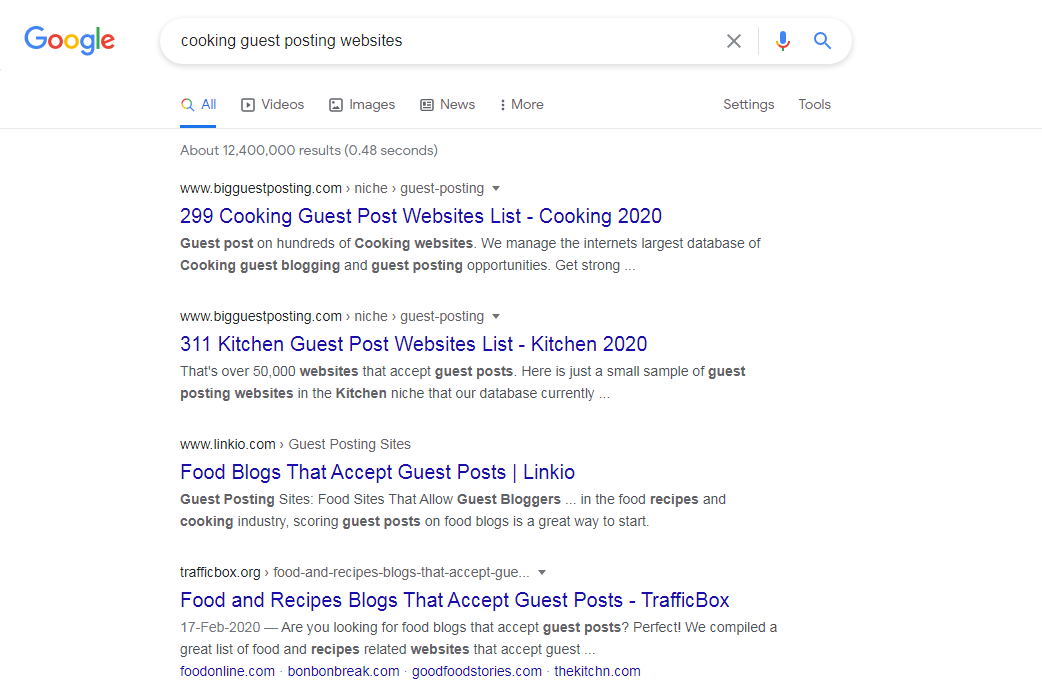 Google
cooking guest posting websites
All Videos Images News More Settings Tools
About 12,400,000 results (0.48 seconds)
www.bigguestposting.com › niche › guest-posting
299 Cooking Guest Post Websites List - Cooking 2020
Guest post on hundreds of Cooking websites. We manage the internets largest database of
Cooking guest blogging and guest posting opportunities. Get strong ...
www.bigguestposting.com › niche › guest-posting
311 Kitchen Guest Post Websites List - Kitchen 2020
That's over 50,000 websites that accept guest posts. Here is just a small sample of guest
posting websites in the Kitchen niche that our database currently ...
www.linkio.com › Guest Posting Sites
Food Blogs That Accept Guest Posts | Linkio
Guest Posting Sites: Food Sites That Allow Guest Bloggers ... in the food recipes and
cooking industry, scoring guest posts on food blogs is a great way to start.
trafficbox.org › food-and-recipes-blogs-that-accept-gue...
Food and Recipes Blogs That Accept Guest Posts - TrafficBox
17-Feb-2020 — Are you looking for food blogs that accept guest posts? Perfect! We compiled a
great list of food and recipes related websites that accept guest ...
foodonline.com · bonbonbreak.com · goodfoodstories.com · thekitchn.com